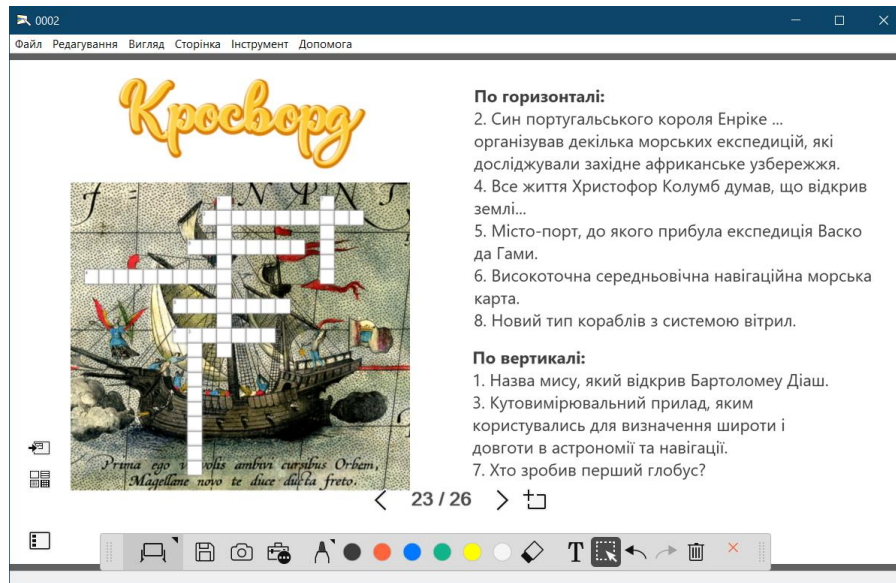 0002
Файл Редагування Вигляд Сторінка Інструмент Допомога
Кросворд
По горизонталі:
2. Син португальського короля Енріке ...
організував декілька морських експедицій, які
досліджували західне африканське узбережжя.
4. Все життя Христофор Колумб думав, що відкрив
землі...
5. Місто-порт, до якого прибула експедиція Васко
да Гами.
6. Високоточна середньовічна навігаційна морська
карта.
8. Новий тип кораблів з системою вітрил.
По вертикалі:
1. Назва мису, який відкрив Бартоломеу Діаш.
3. Кутовимірювальний прилад, яким
користувались для визначення широти і
довготи в астрономії та навігації.
7. Хто зробив перший глобус?
Prima ego ambivi cursibus Orbem,
Magellane novo te duce ducta freto.
23 / 26
T